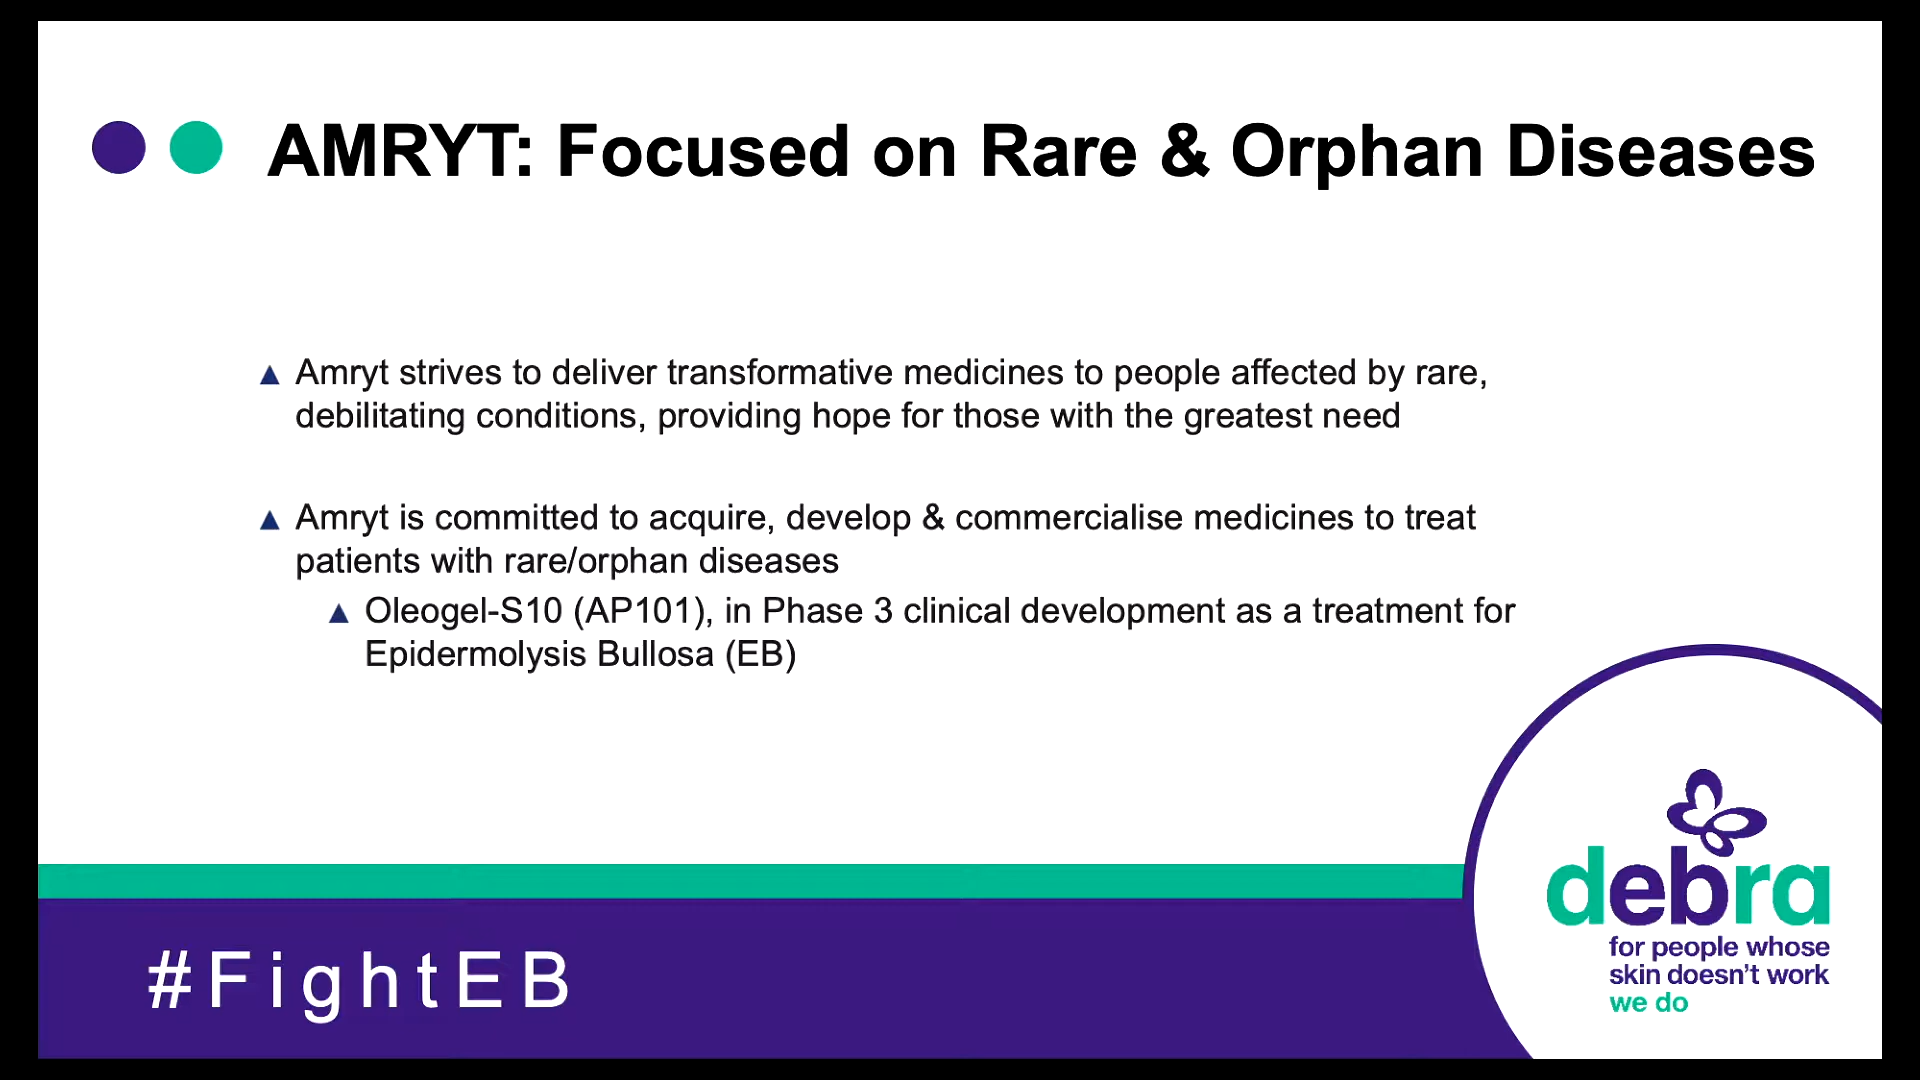 AMRYT: Focused on Rare & Orphan Diseases
▲ Amryt strives to deliver transformative medicines to people affected by rare,
debilitating conditions, providing hope for those with the greatest need
▲ Amryt is committed to acquire, develop & commercialise medicines to treat
patients with rare/orphan diseases
▲ Oleogel-S10 (AP101), in Phase 3 clinical development as a treatment for
Epidermolysis Bullosa (EB)
#FightEB
debra
for people whose
skin doesn't work
we do